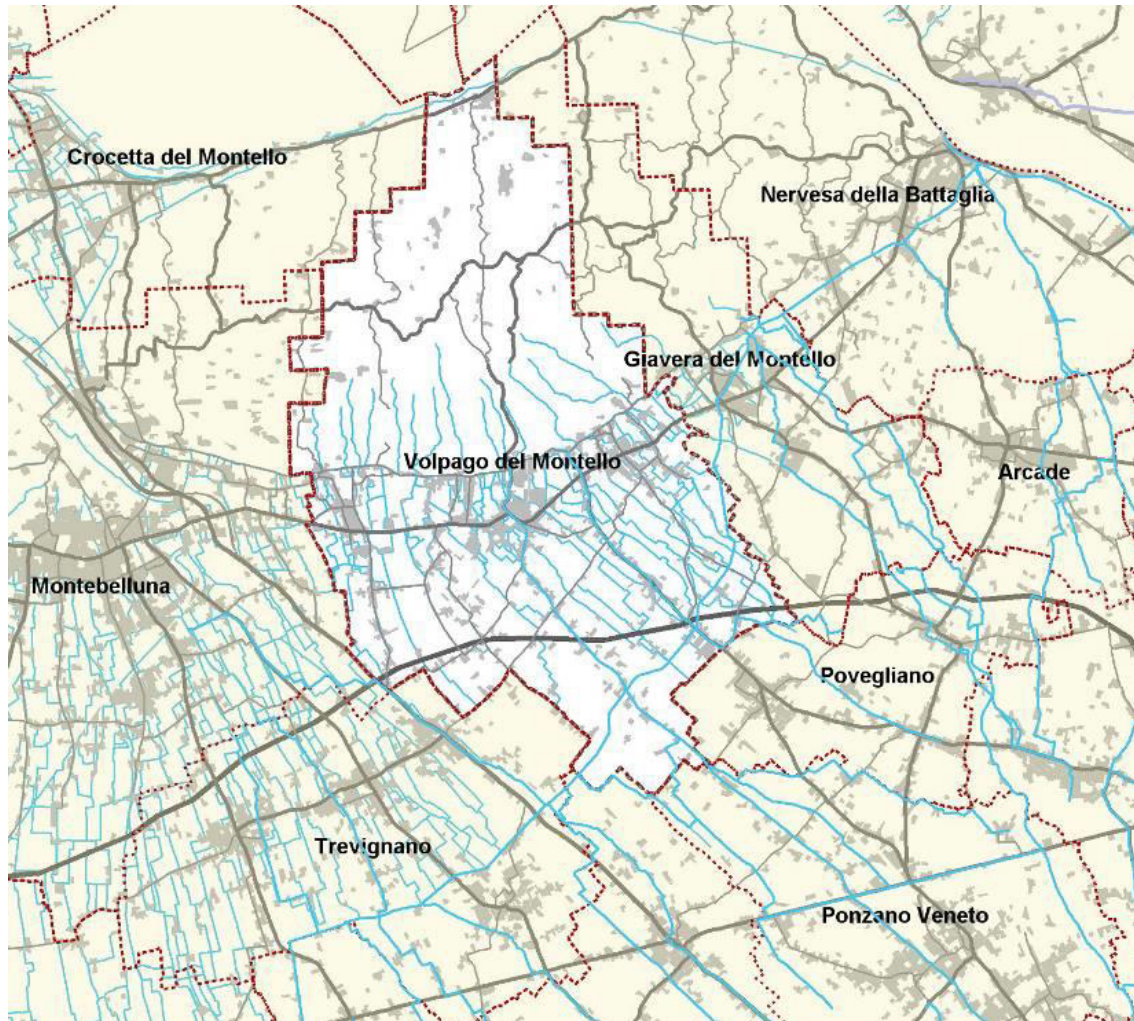 Crocetta del Montello
Nervesa della Battaglia
Giavera del Montello
Volpago del Montello
Arcade
Montebelluna
Povegliano
Trevignano
Ponzano Veneto